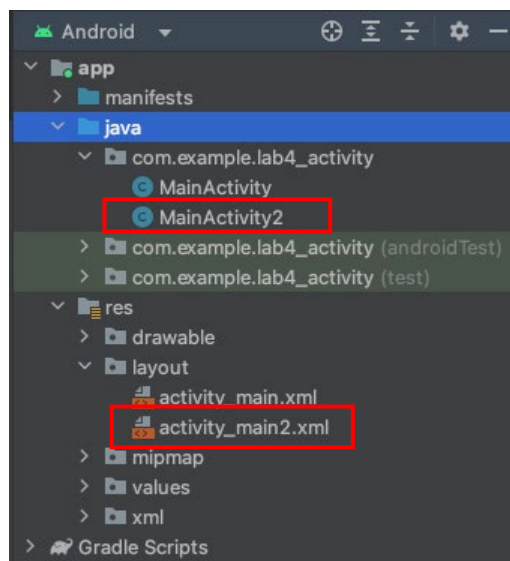 Android
app
manifests
java
com.example.lab4_activity
MainActivity
MainActivity2
com.example.lab4_activity (androidTest)
com.example.lab4_activity (test)
res
drawable
layout
activity_main.xml
activity_main2.xml
mipmap
values
xml
Gradle Scripts